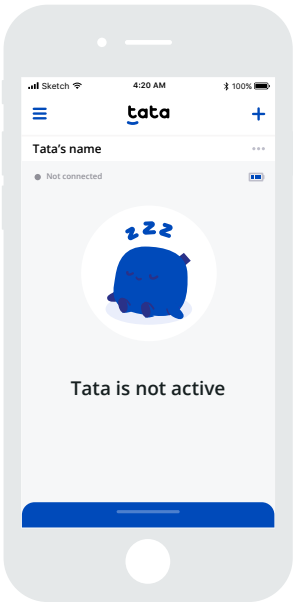 Sketch 4:20 AM 100%
tata
Tata's name
Not connected
z z z
Tata is not active